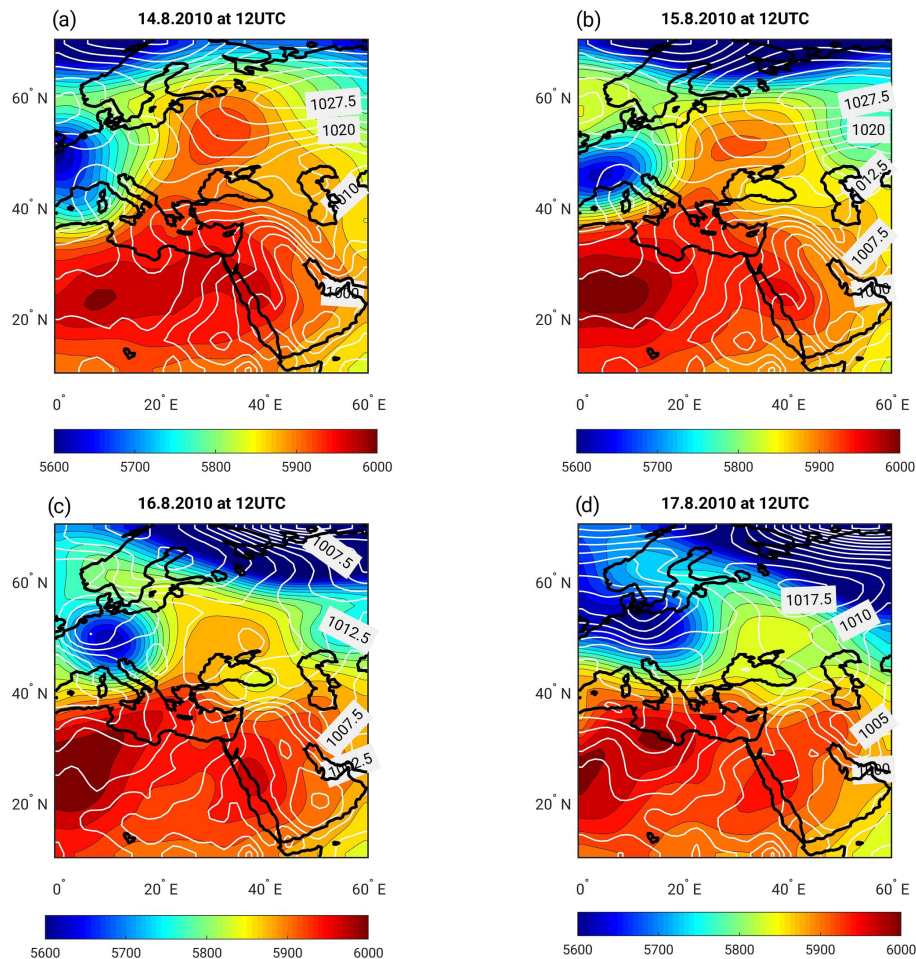 (a) 14.8.2010 at 12UTC
1027.5
1020
1010
1000
60° N
40° N
20° N
0° 20° E 40° E 60° E
5600 5700 5800 5900 6000
(b) 15.8.2010 at 12UTC
1027.5
1020
1012.5
1007.5
1000
60° N
40° N
20° N
0° 20° E 40° E 60° E
5600 5700 5800 5900 6000
(c) 16.8.2010 at 12UTC
1007.5
1012.5
1007.5
1002.5
60° N
40° N
20° N
0° 20° E 40° E 60° E
5600 5700 5800 5900 6000
(d) 17.8.2010 at 12UTC
1017.5
1010
1005
1000
60° N
40° N
20° N
0° 20° E 40° E 60° E
5600 5700 5800 5900 6000